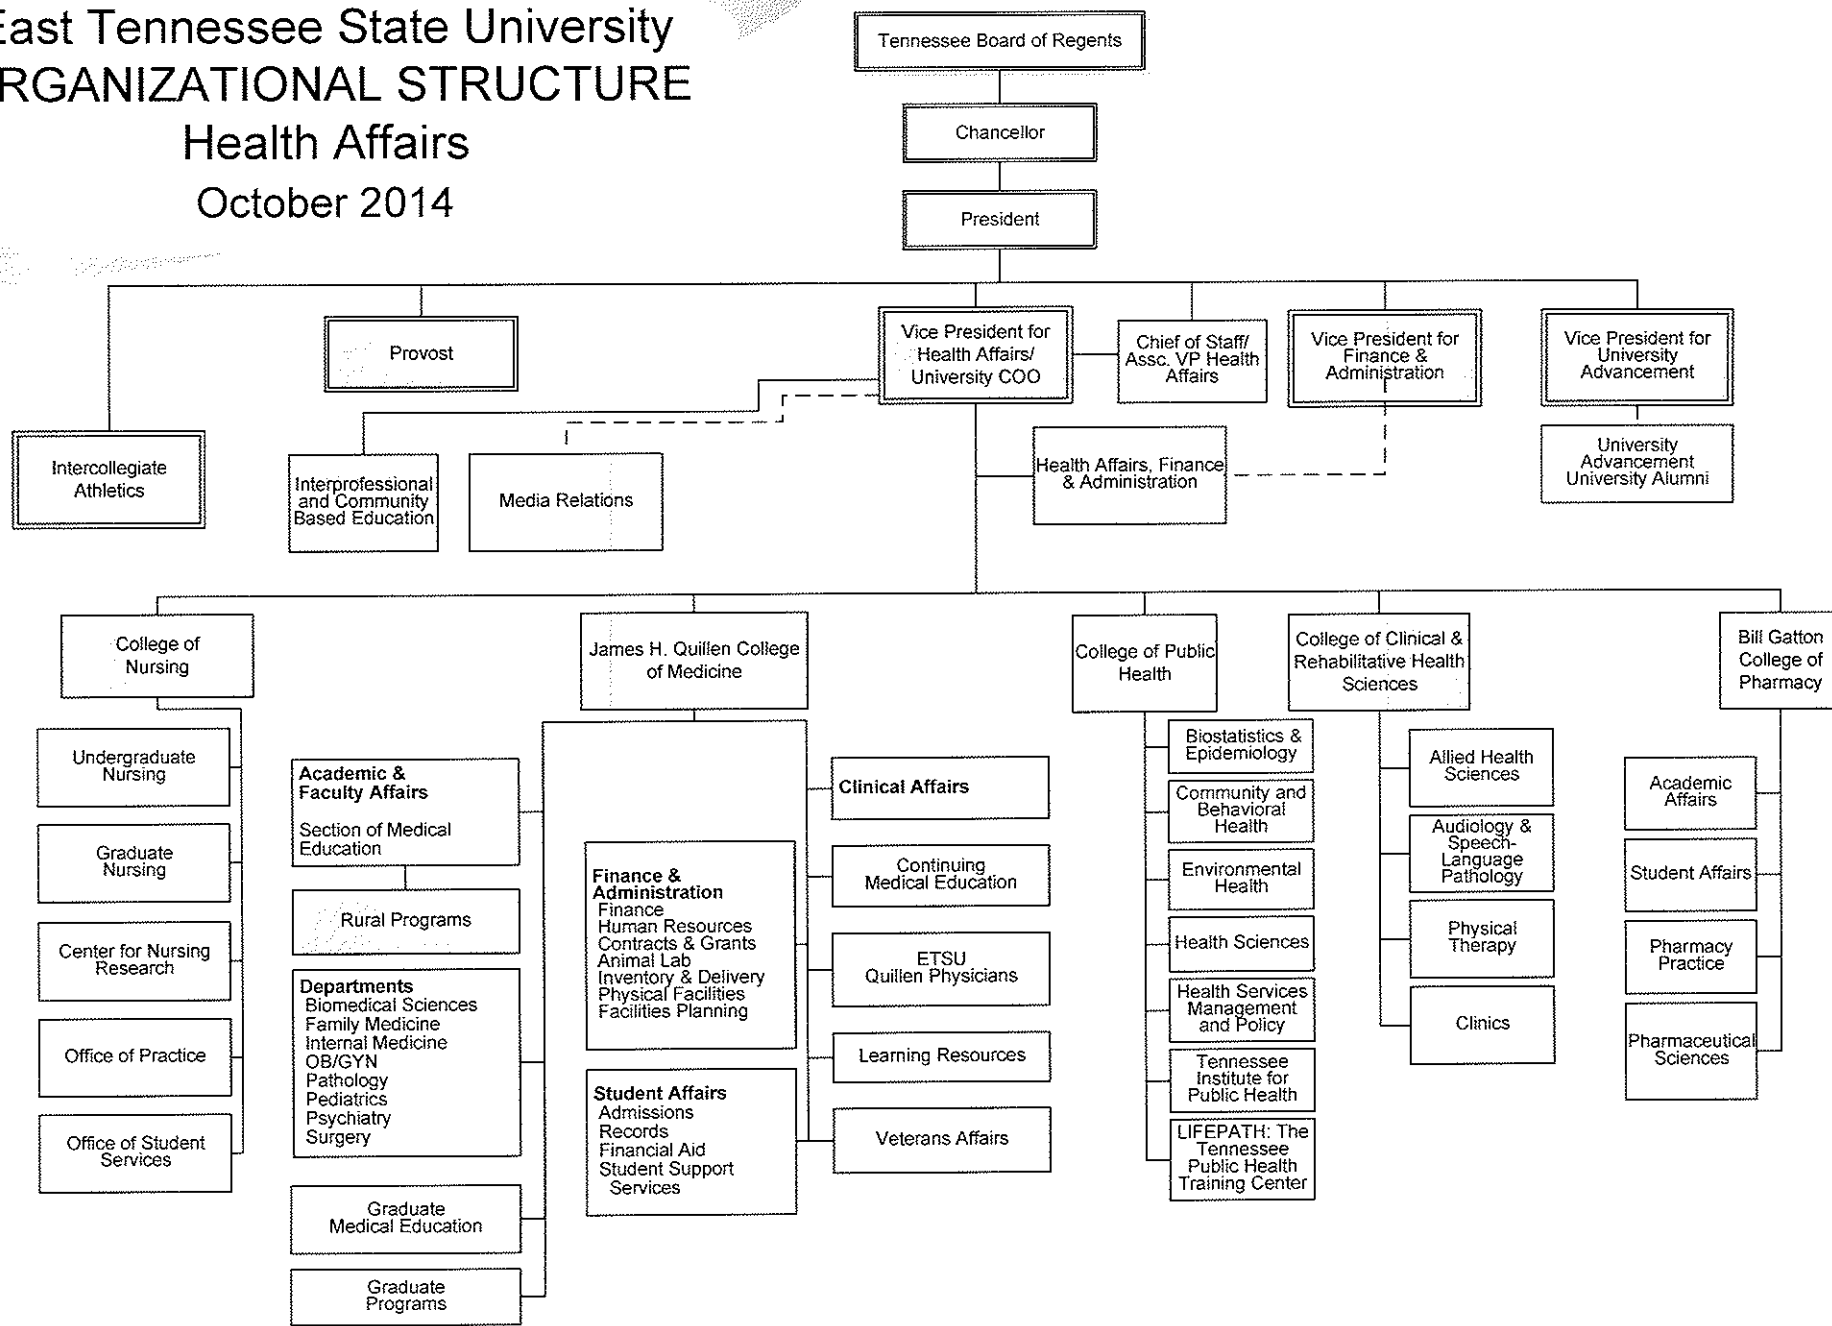 East Tennessee State University
ORGANIZATIONAL STRUCTURE
Health Affairs
October 2014
Tennessee Board of Regents
Chancellor
President
Provost
Vice President for
Health Affairs/
University COO
Chief of Staff/
Assc. VP Health
Affairs
Vice President for
Finance &
Administration
Vice President for
University
Advancement
Intercollegiate
Athletics
Interprofessional
and Community
Based Education
Media Relations
Health Affairs, Finance
& Administration
University
Advancement
University Alumni
College of
Nursing
James H. Quillen College
of Medicine
College of Public
Health
College of Clinical &
Rehabilitative Health
Sciences
Bill Gatton
College of
Pharmacy
Undergraduate
Nursing
Graduate
Nursing
Center for Nursing
Research
Office of Practice
Office of Student
Services
Academic &
Faculty Affairs
Section of Medical
Education
Rural Programs
Departments
Biomedical Sciences
Family Medicine
Internal Medicine
OB/GYN
Pathology
Pediatrics
Psychiatry
Surgery
Graduate
Medical Education
Graduate
Programs
Finance &
Administration
Finance
Human Resources
Contracts & Grants
Animal Lab
Inventory & Delivery
Physical Facilities
Facilities Planning
Student Affairs
Admissions
Records
Financial Aid
Student Support
Services
Clinical Affairs
Continuing
Medical Education
ETSU
Quillen Physicians
Learning Resources
Veterans Affairs
Biostatistics &
Epidemiology
Community and
Behavioral
Health
Environmental
Health
Health Sciences
Health Services
Management
and Policy
Tennessee
Institute for
Public Health
LIFEPATH: The
Tennessee
Public Health
Training Center
Allied Health
Sciences
Audiology &
Speech-
Language
Pathology
Physical
Therapy
Clinics
Academic
Affairs
Student Affairs
Pharmacy
Practice
Pharmaceutical
Sciences